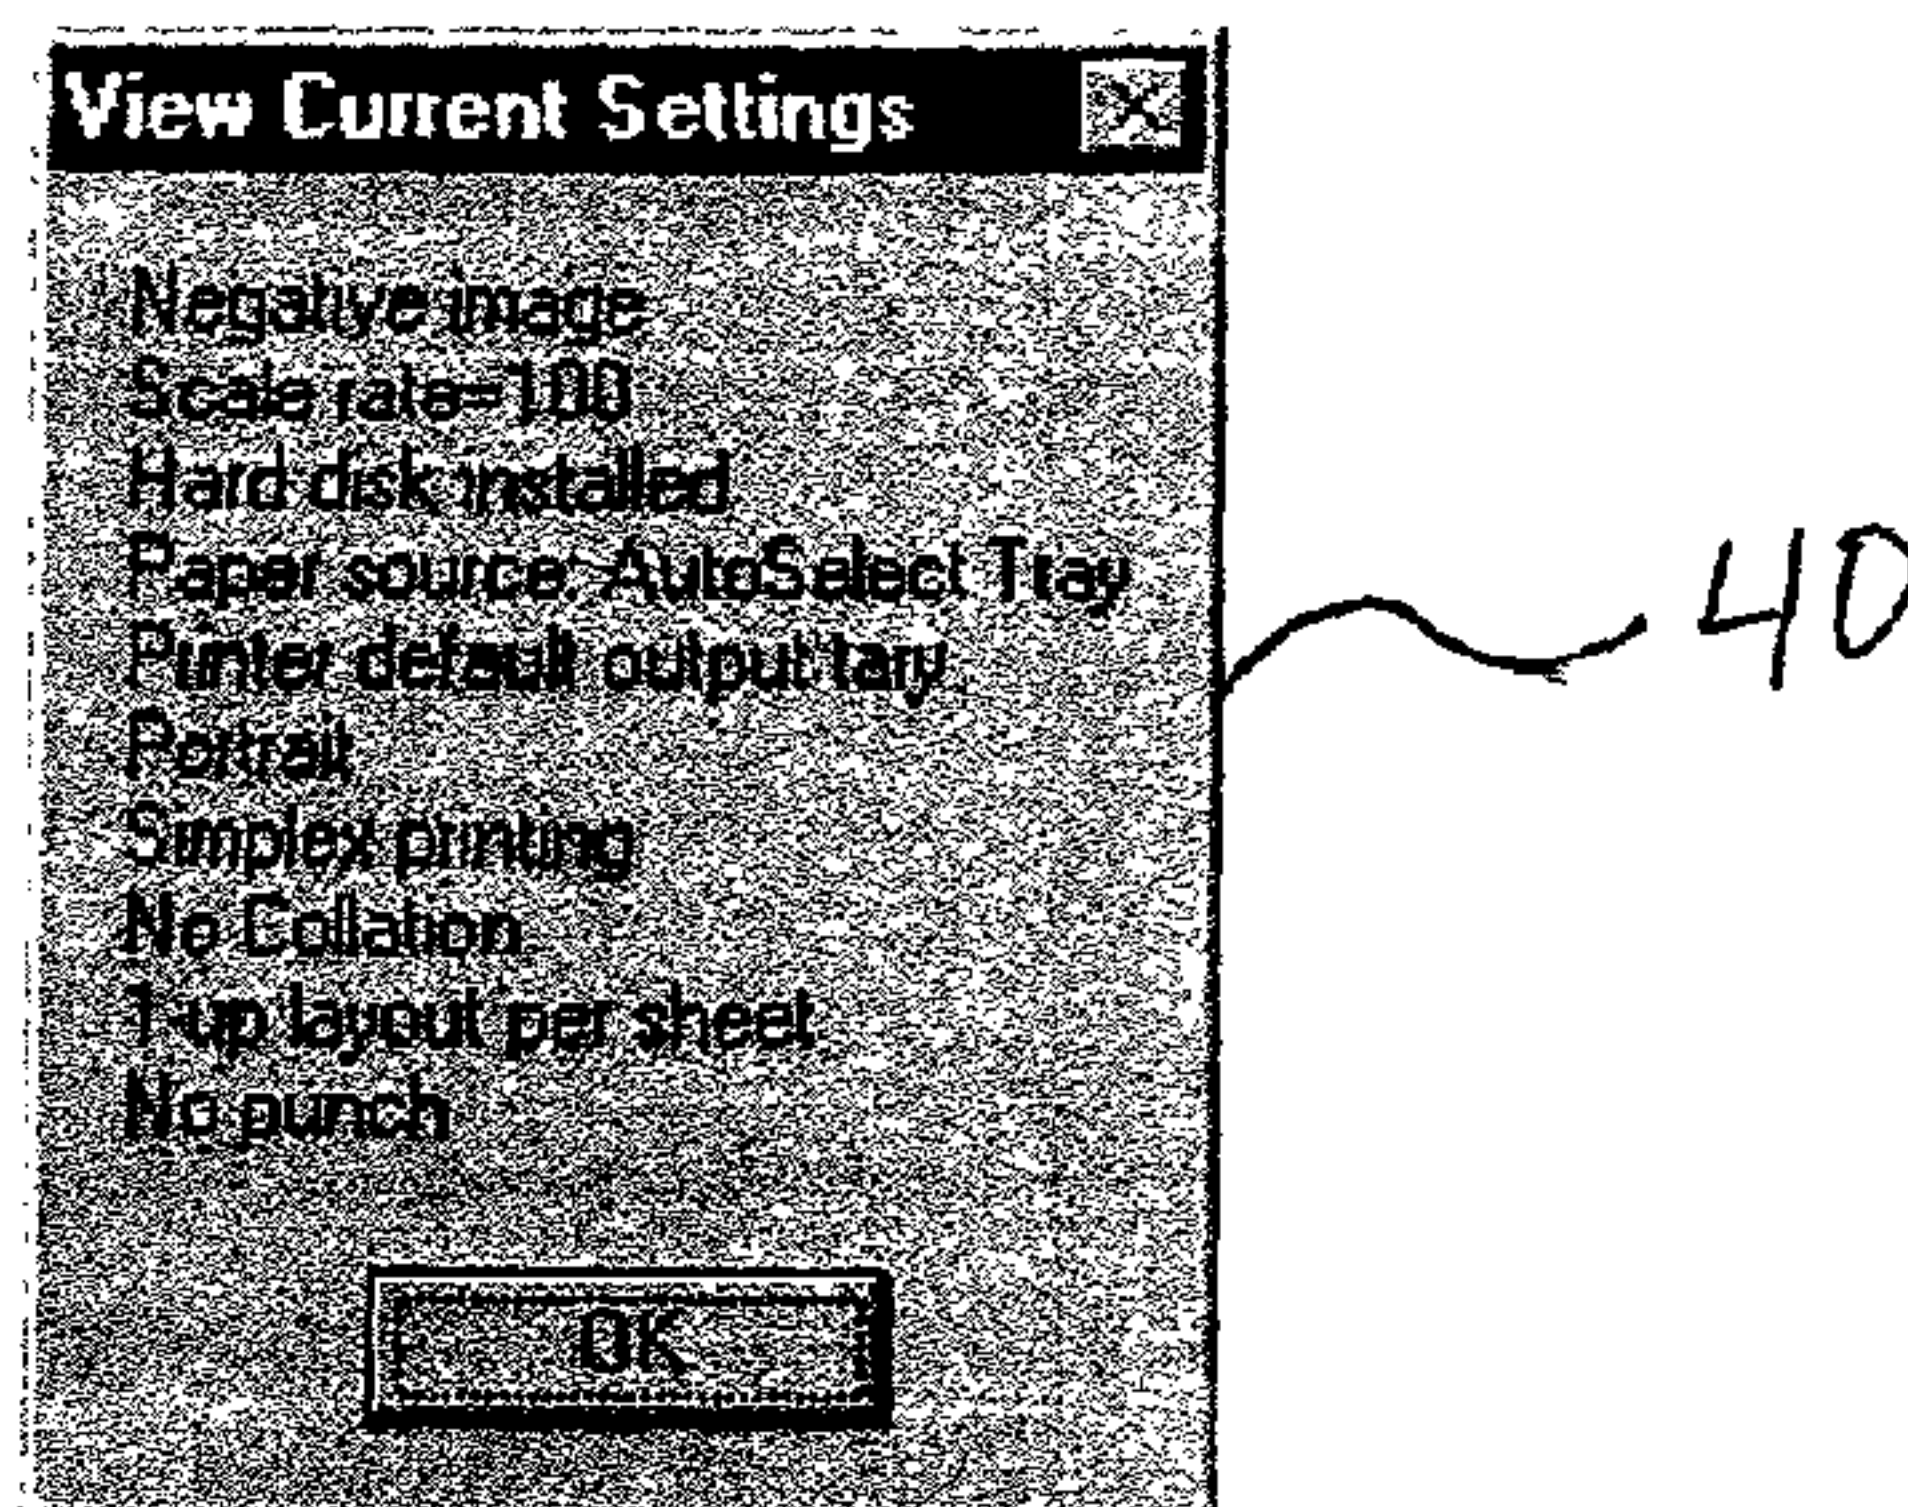 View Current Settings
Negative image
Scale rate=100
Hard disk installed
Paper source: AutoSelect Tray
Printer default output tary
Portrait
Simplex printing
No Collation
1-up layout per sheet
No punch
OK
40